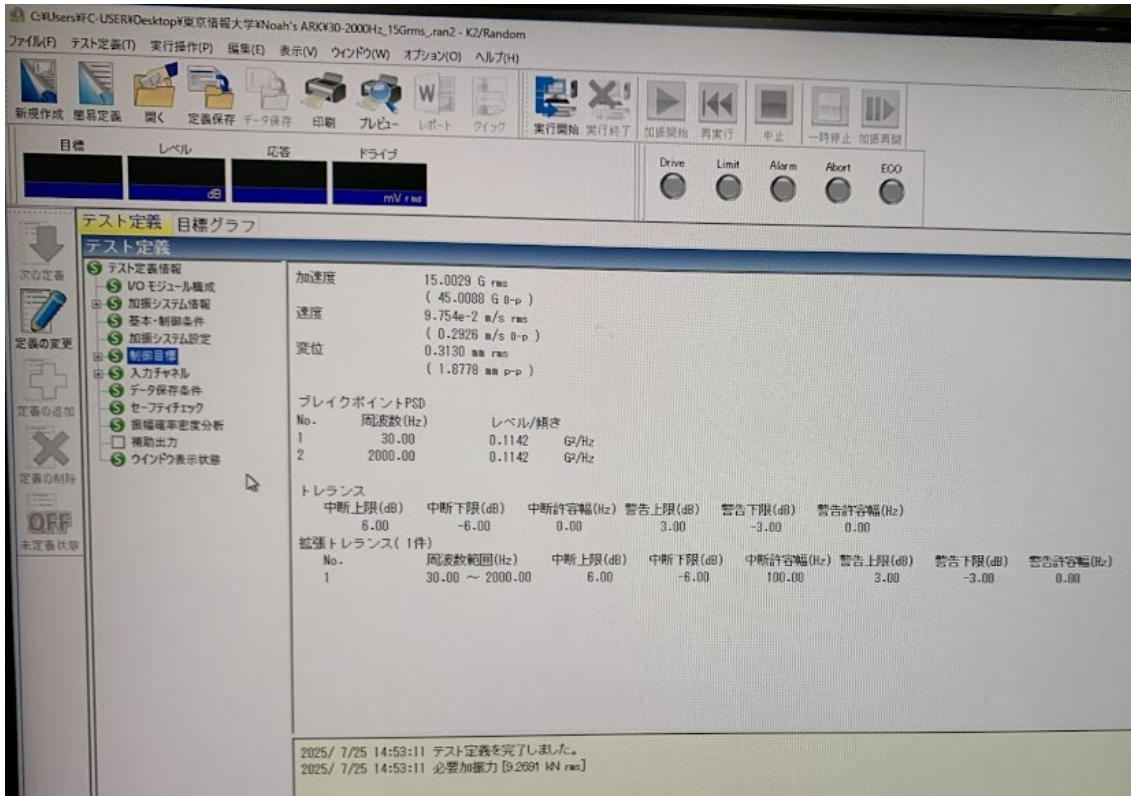 C:¥Users¥FC-USER¥Desktop¥東京情報大学¥Noah's ARK¥30-2000Hz_15Grms_.ran2 - K2/Random
ファイル(F) テスト定義(T) 実行操作(P) 編集(E) 表示(V) ウインドウ(W) オプション(O) ヘルプ(H)
新規作成 簡易定義 開く 定義保存 データ保存 印刷 プレビュー レポート クイック 実行開始 実行終了 加振開始 再実行 中止 一時停止 加振再開
目標 レベル 応答 ドライブ
dB mV rms
Drive Limit Alarm Abort ECO
テスト定義 目標グラフ
テスト定義
次の定義
定義の変更
定義の追加
定義の削除
OFF
未定義状態
テスト定義情報
I/O モジュール構成
加振システム情報
基本・制御条件
加振システム設定
制御目標
入力チャネル
データ保存条件
セーフティチェック
振幅確率密度分析
補助出力
ウインドウ表示状態
加速度 15.0029 G rms
( 45.0088 G 0-p )
速度 9.754e-2 m/s rms
( 0.2926 m/s 0-p )
変位 0.3130 mm rms
( 1.8778 mm p-p )
ブレイクポイントPSD
No. 周波数(Hz) レベル/傾き
1 30.00 0.1142 G²/Hz
2 2000.00 0.1142 G²/Hz
トレランス
中断上限(dB) 中断下限(dB) 中断許容幅(Hz) 警告上限(dB) 警告下限(dB) 警告許容幅(Hz)
6.00 -6.00 0.00 3.00 -3.00 0.00
拡張トレランス( 1件)
No. 周波数範囲(Hz) 中断上限(dB) 中断下限(dB) 中断許容幅(Hz) 警告上限(dB) 警告下限(dB) 警告許容幅(Hz)
1 30.00 ～ 2000.00 6.00 -6.00 100.00 3.00 -3.00 0.00
2025/ 7/25 14:53:11 テスト定義を完了しました。
2025/ 7/25 14:53:11 必要加振力 [9.2691 kN rms]